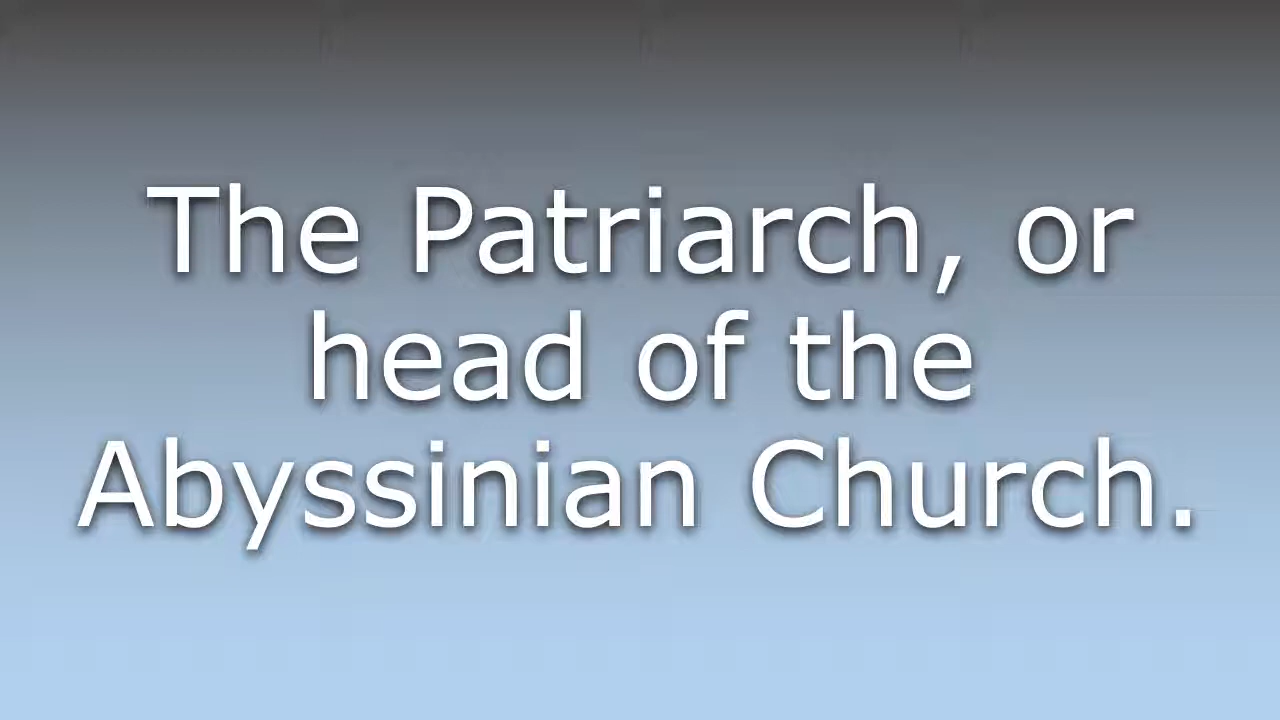 The Patriarch, or
head of the
Abyssinian Church.